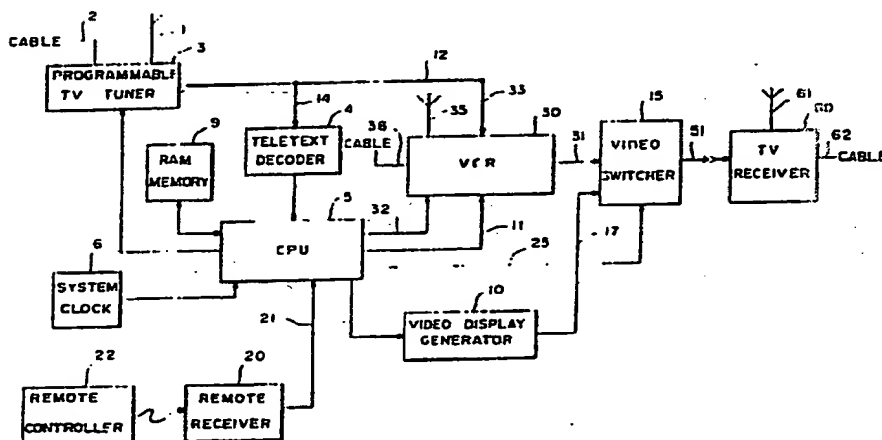 2
1
CABLE
3
PROGRAMMABLE
TV TUNER
12
14
4
TELETEXT
DECODER
9
RAM
MEMORY
36
CABLE
35
33
30
VCR
31
15
VIDEO
SWITCHER
51
61
60
TV
RECEIVER
62
CABLE
5
CPU
32
11
25
17
6
SYSTEM
CLOCK
21
10
VIDEO DISPLAY
GENERATOR
22
REMOTE
CONTROLLER
20
REMOTE
RECEIVER